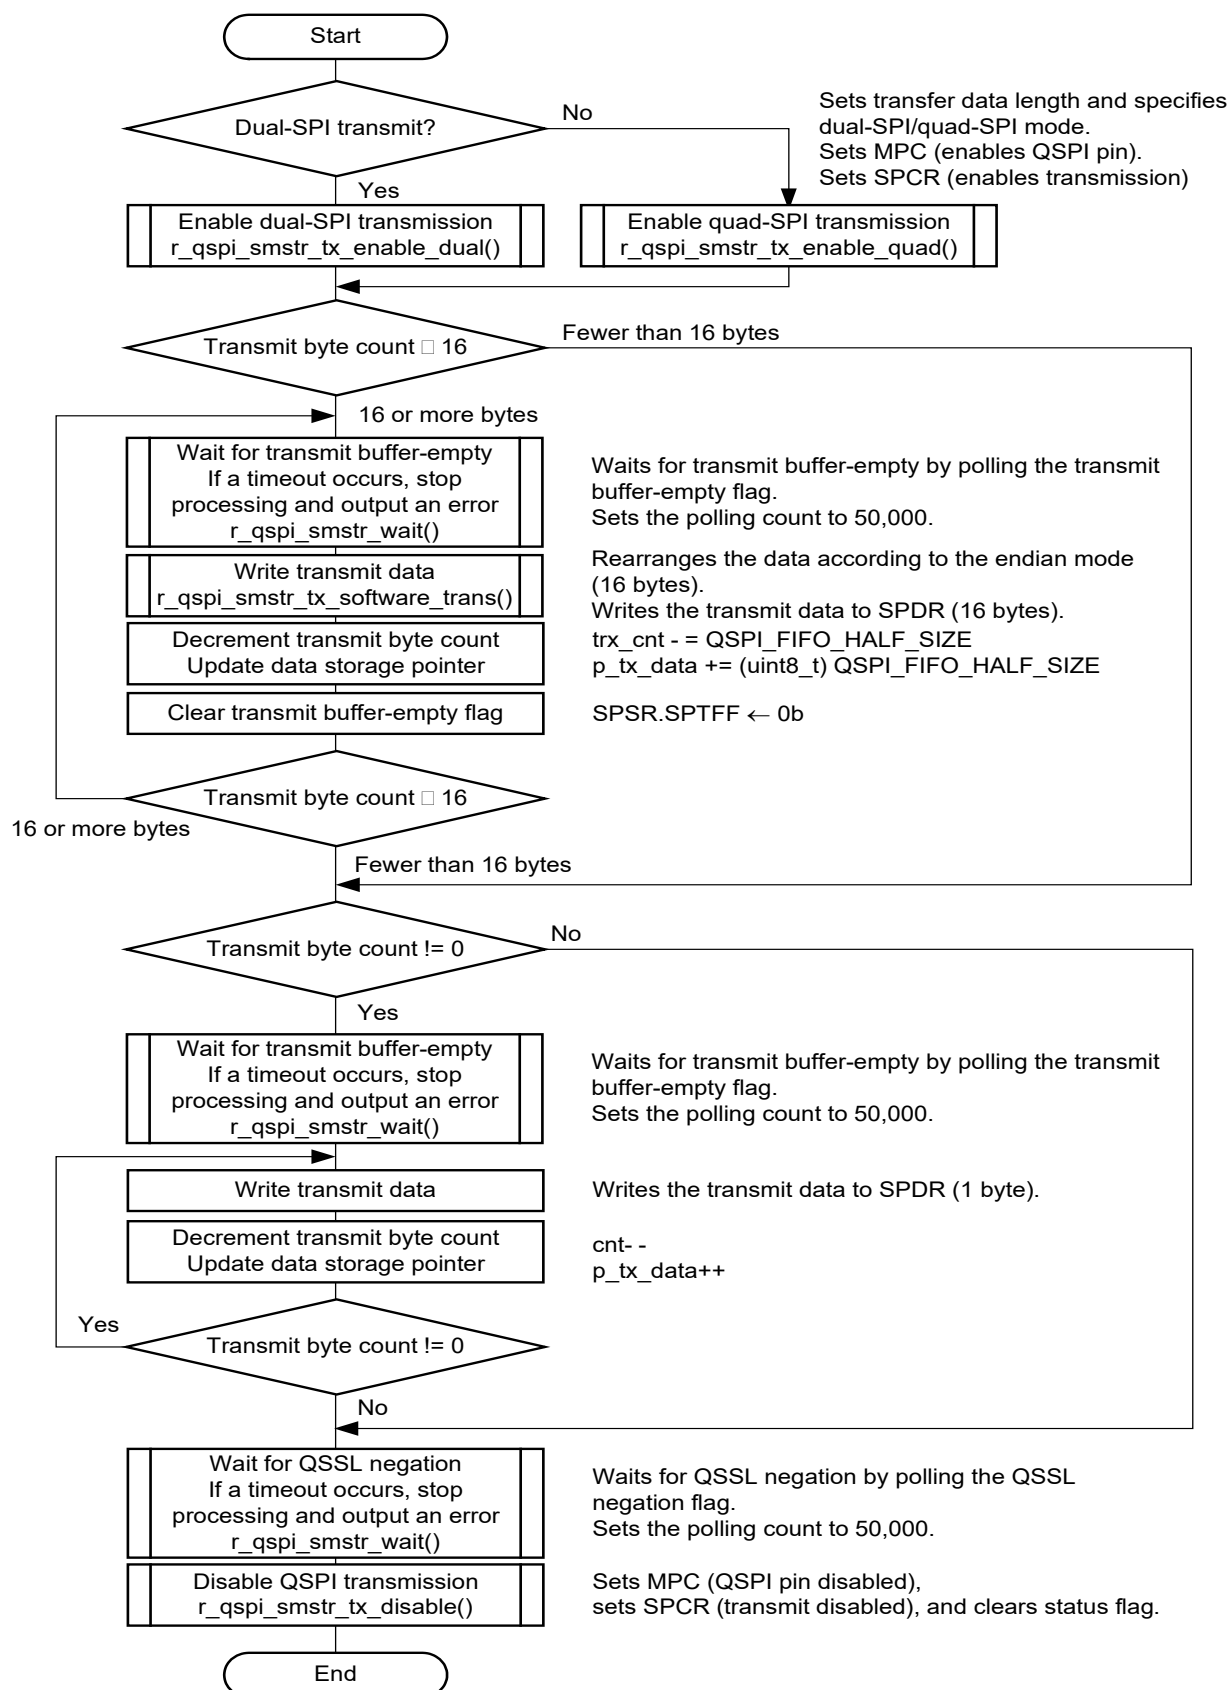 Start
Dual-SPI transmit?
No
Sets transfer data length and specifies
dual-SPI/quad-SPI mode.
Sets MPC (enables QSPI pin).
Sets SPCR (enables transmission)
Yes
Enable dual-SPI transmission
r_qspi_smstr_tx_enable_dual()
Enable quad-SPI transmission
r_qspi_smstr_tx_enable_quad()
Transmit byte count □ 16
Fewer than 16 bytes
16 or more bytes
Wait for transmit buffer-empty
If a timeout occurs, stop
processing and output an error
r_qspi_smstr_wait()
Waits for transmit buffer-empty by polling the transmit
buffer-empty flag.
Sets the polling count to 50,000.
Write transmit data
r_qspi_smstr_tx_software_trans()
Rearranges the data according to the endian mode
(16 bytes).
Writes the transmit data to SPDR (16 bytes).
Decrement transmit byte count
Update data storage pointer
trx_cnt - = QSPI_FIFO_HALF_SIZE
p_tx_data += (uint8_t) QSPI_FIFO_HALF_SIZE
Clear transmit buffer-empty flag
SPSR.SPTFF ← 0b
Transmit byte count □ 16
16 or more bytes
Fewer than 16 bytes
Transmit byte count != 0
No
Yes
Wait for transmit buffer-empty
If a timeout occurs, stop
processing and output an error
r_qspi_smstr_wait()
Waits for transmit buffer-empty by polling the transmit
buffer-empty flag.
Sets the polling count to 50,000.
Write transmit data
Writes the transmit data to SPDR (1 byte).
Decrement transmit byte count
Update data storage pointer
cnt- -
p_tx_data++
Yes
Transmit byte count != 0
No
Wait for QSSL negation
If a timeout occurs, stop
processing and output an error
r_qspi_smstr_wait()
Waits for QSSL negation by polling the QSSL
negation flag.
Sets the polling count to 50,000.
Disable QSPI transmission
r_qspi_smstr_tx_disable()
Sets MPC (QSPI pin disabled),
sets SPCR (transmit disabled), and clears status flag.
End